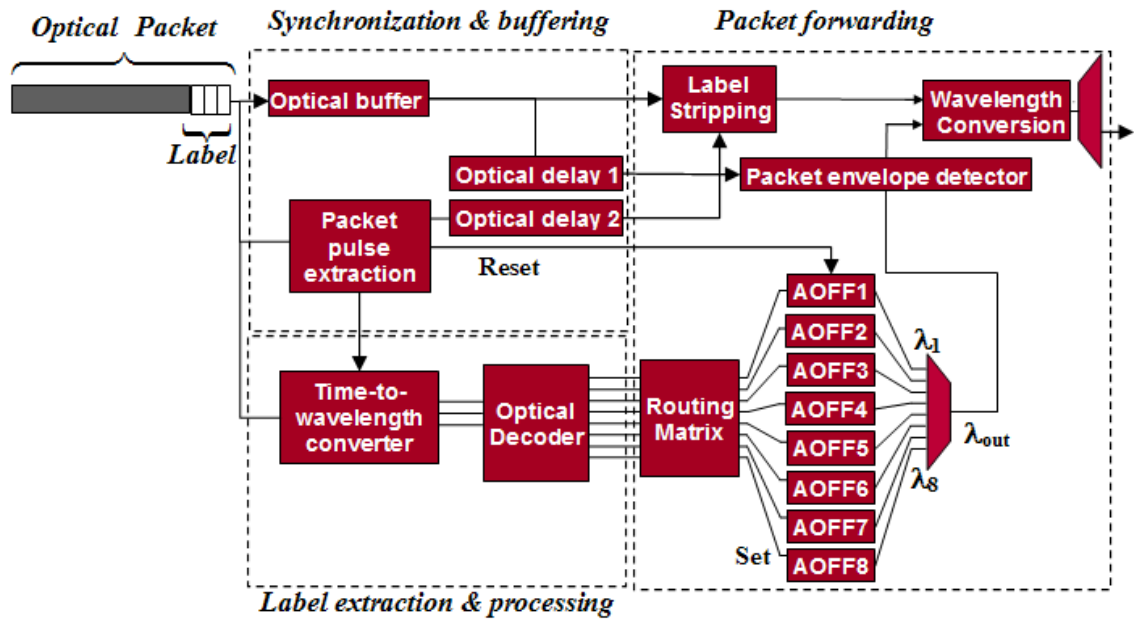 Optical Packet
Synchronization & buffering
Packet forwarding
Label
Optical buffer
Label
Stripping
Wavelength
Conversion
Optical delay 1
Packet envelope detector
Optical delay 2
Packet
pulse
extraction
Reset
AOFF1
AOFF2
AOFF3
AOFF4
AOFF5
AOFF6
AOFF7
AOFF8
λ1
λout
λ8
Time-to-
wavelength
converter
Optical
Decoder
Routing
Matrix
Set
Label extraction & processing